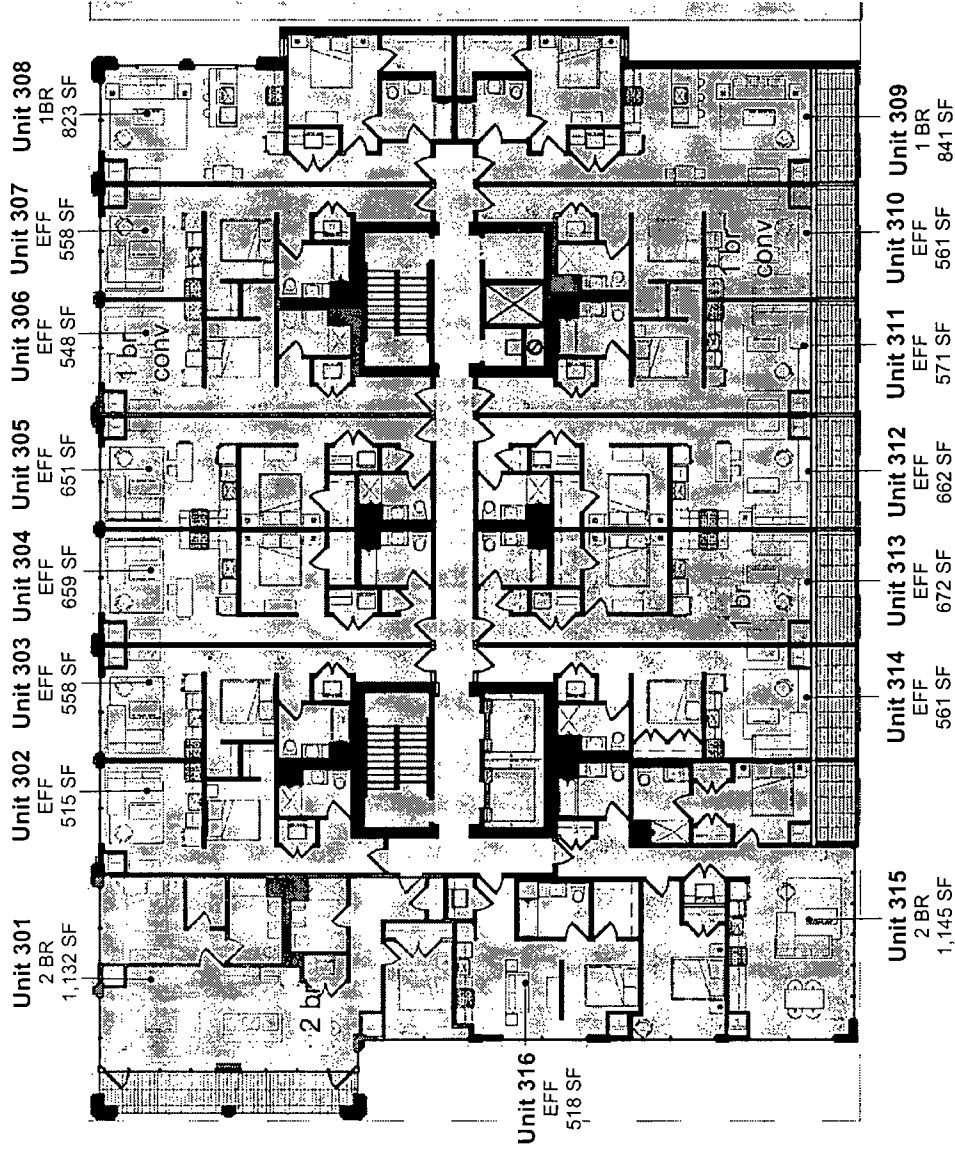 Unit 301
2 BR
1,132 SF
Unit 302
EFF
515 SF
Unit 303
EFF
558 SF
Unit 304
EFF
659 SF
Unit 305
EFF
651 SF
Unit 306
EFF
548 SF
Unit 307
EFF
558 SF
Unit 308
1BR
823 SF
2 br
1 br
conv
1 br
1 br
conv
Unit 316
EFF
518 SF
Unit 315
2 BR
1,145 SF
Unit 314
EFF
561 SF
Unit 313
EFF
672 SF
Unit 312
EFF
662 SF
Unit 311
EFF
571 SF
Unit 310
EFF
561 SF
Unit 309
1 BR
841 SF